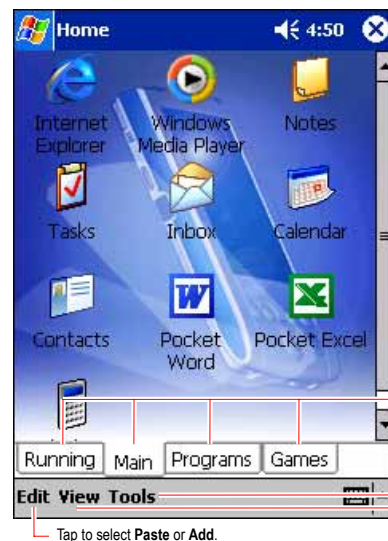 Home 4:50
Internet Explorer
Windows Media Player
Notes
Tasks
Inbox
Calendar
Contacts
Pocket Word
Pocket Excel
Running Main Programs Games
Edit View Tools
Tap to select Paste or Add.